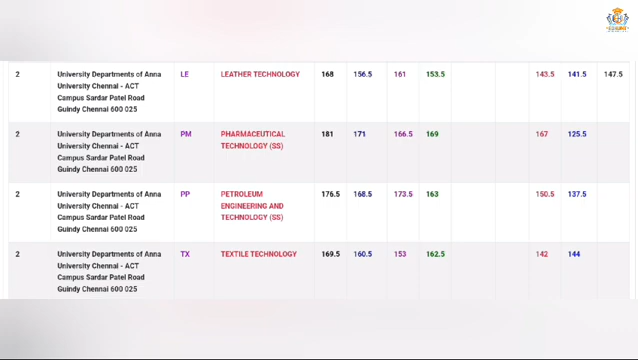 2 University Departments of Anna LE LEATHER TECHNOLOGY 168 156.5 161 153.5 143.5 141.5 147.5
University Chennai - ACT
Campus Sardar Patel Road
Guindy Chennai 600 025
2 University Departments of Anna PM PHARMACEUTICAL 181 171 166.5 169 167 125.5
University Chennai - ACT TECHNOLOGY (SS)
Campus Sardar Patel Road
Guindy Chennai 600 025
2 University Departments of Anna PP PETROLEUM 176.5 168.5 173.5 163 150.5 137.5
University Chennai - ACT ENGINEERING AND
Campus Sardar Patel Road TECHNOLOGY (SS)
Guindy Chennai 600 025
2 University Departments of Anna TX TEXTILE TECHNOLOGY 169.5 160.5 153 162.5 142 144
University Chennai - ACT
Campus Sardar Patel Road
Guindy Chennai 600 025